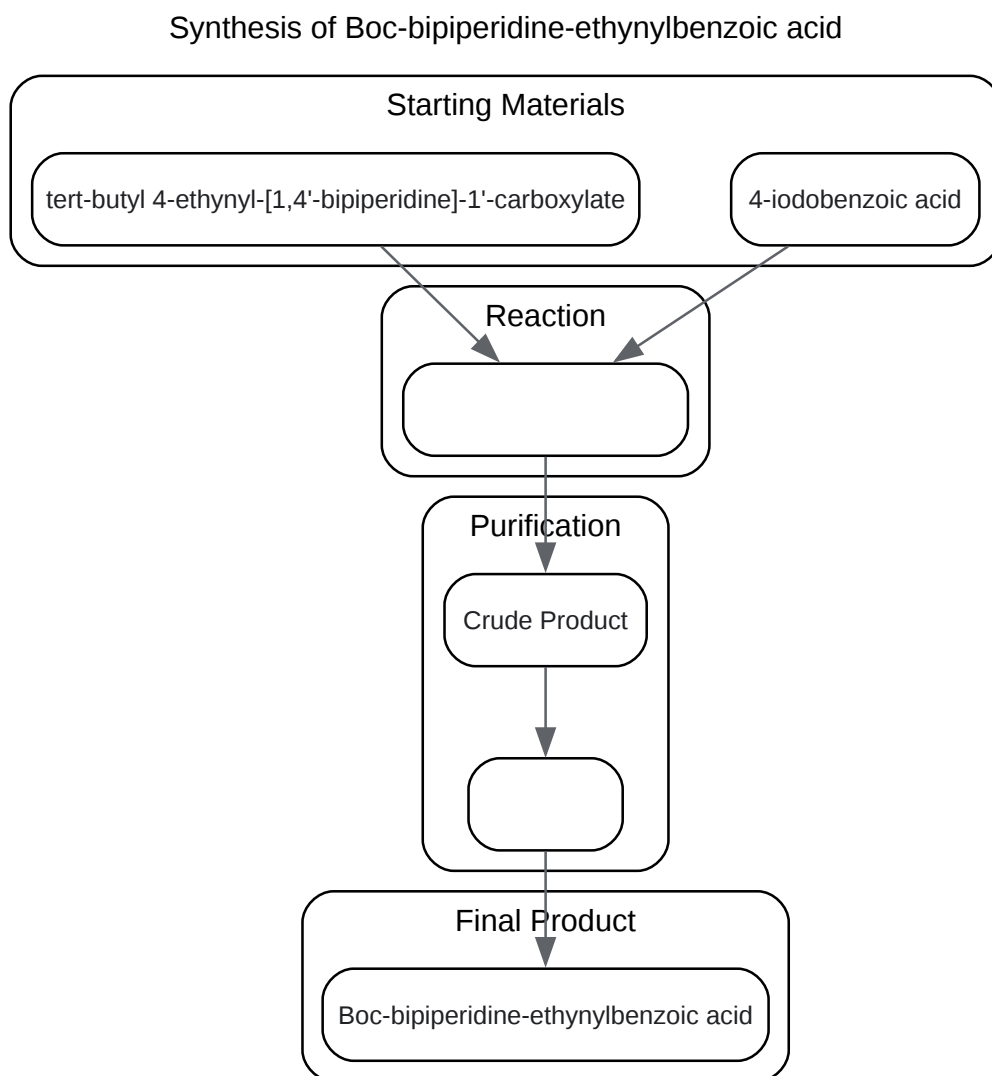 Synthesis of Boc-bipiperidine-ethynylbenzoic acid
Starting Materials
tert-butyl 4-ethynyl-[1,4'-bipiperidine]-1'-carboxylate
4-iodobenzoic acid
Reaction
Purification
Crude Product
Final Product
Boc-bipiperidine-ethynylbenzoic acid